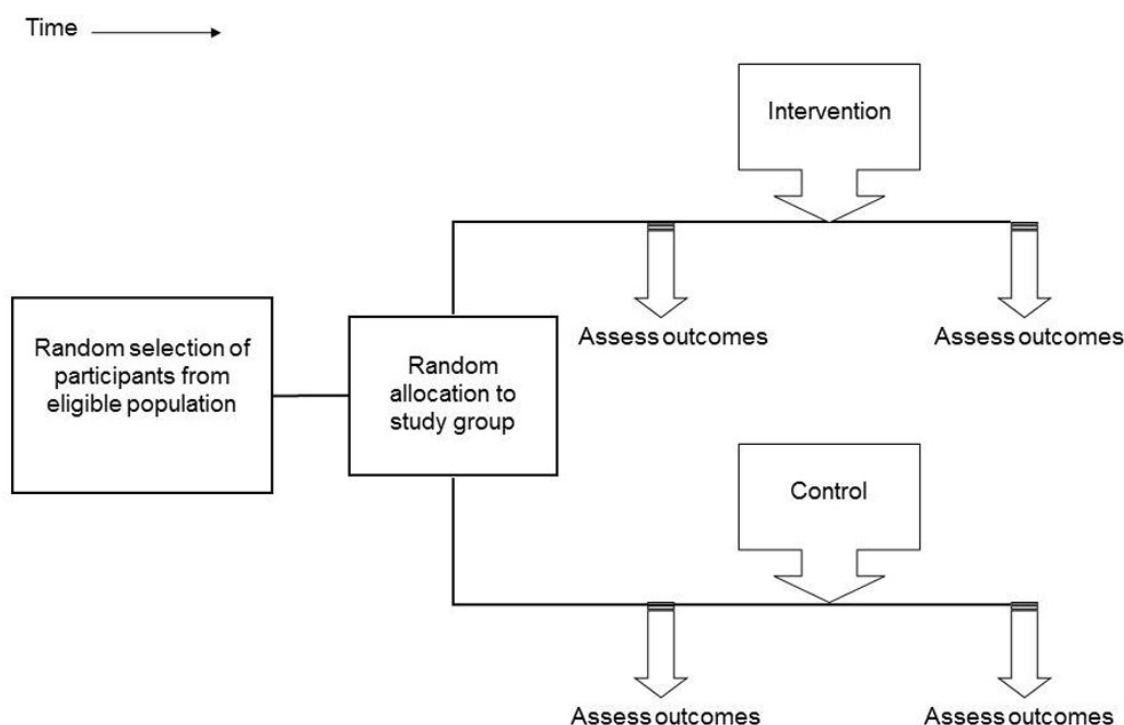 Time
Intervention
Random selection of
participants from
eligible population
Random
allocation to
study group
Assess outcomes
Assess outcomes
Control
Assess outcomes
Assess outcomes